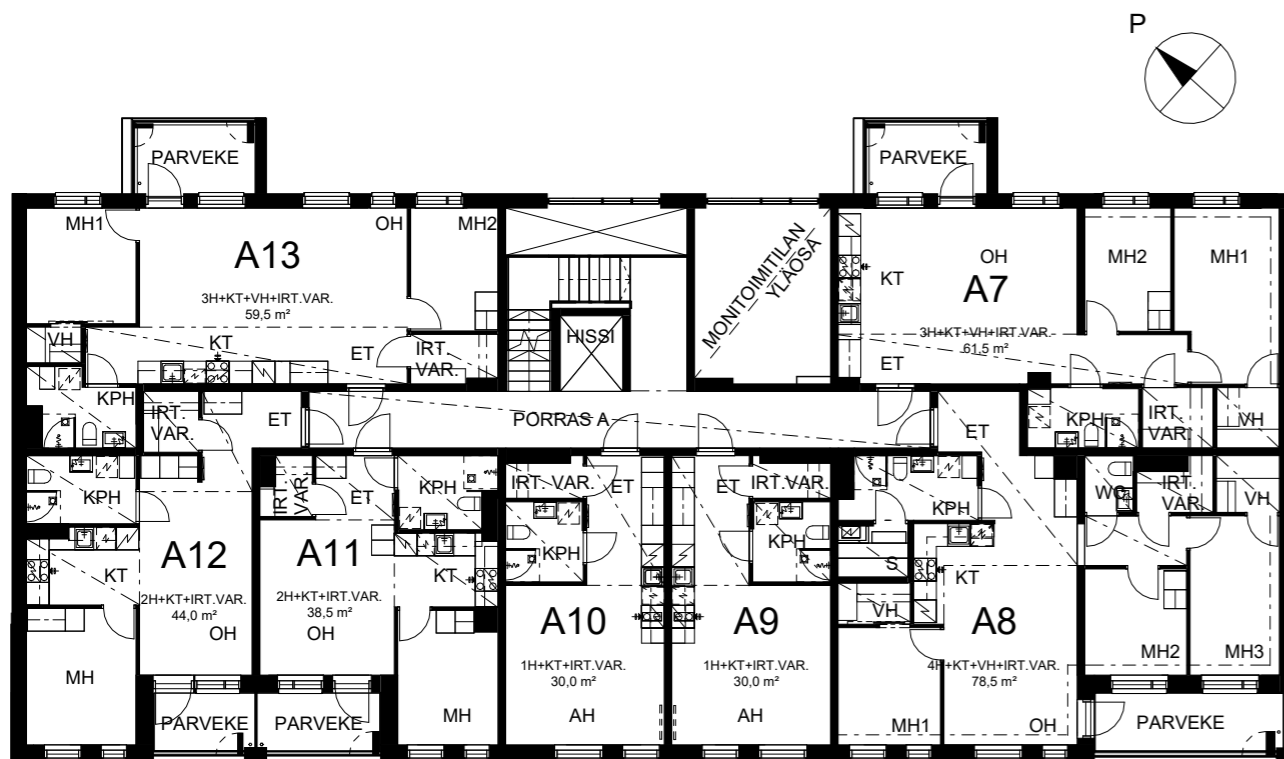 P
PARVEKE
PARVEKE
MH1
OH
MH2
A13
3H+KT+VH+IRT.VAR.
59,5 m²
VH
KT
ET
IRT.
VAR.
HISSI
MONITOIMITILAN
YLÄOSA
KT
OH
A7
3H+KT+VH+IRT.VAR.
61,5 m²
ET
MH2
MH1
KPH
IRT.
VAR.
ET
PORRAS A
ET
KPH
IRT.
VAR.
VH
KPH
A12
KT
2H+KT+IRT.VAR.
44,0 m²
OH
MH
PARVEKE
IRT.
VAR.
ET
KPH
A11
KT
2H+KT+IRT.VAR.
38,5 m²
OH
MH
PARVEKE
IRT. VAR.
ET
KPH
A10
1H+KT+IRT.VAR.
30,0 m²
AH
ET
IRT.VAR.
KPH
A9
1H+KT+IRT.VAR.
30,0 m²
AH
KPH
S
VH
KT
A8
4H+KT+VH+IRT.VAR.
78,5 m²
MH1
OH
WC
IRT.
VAR.
VH
MH2
MH3
PARVEKE